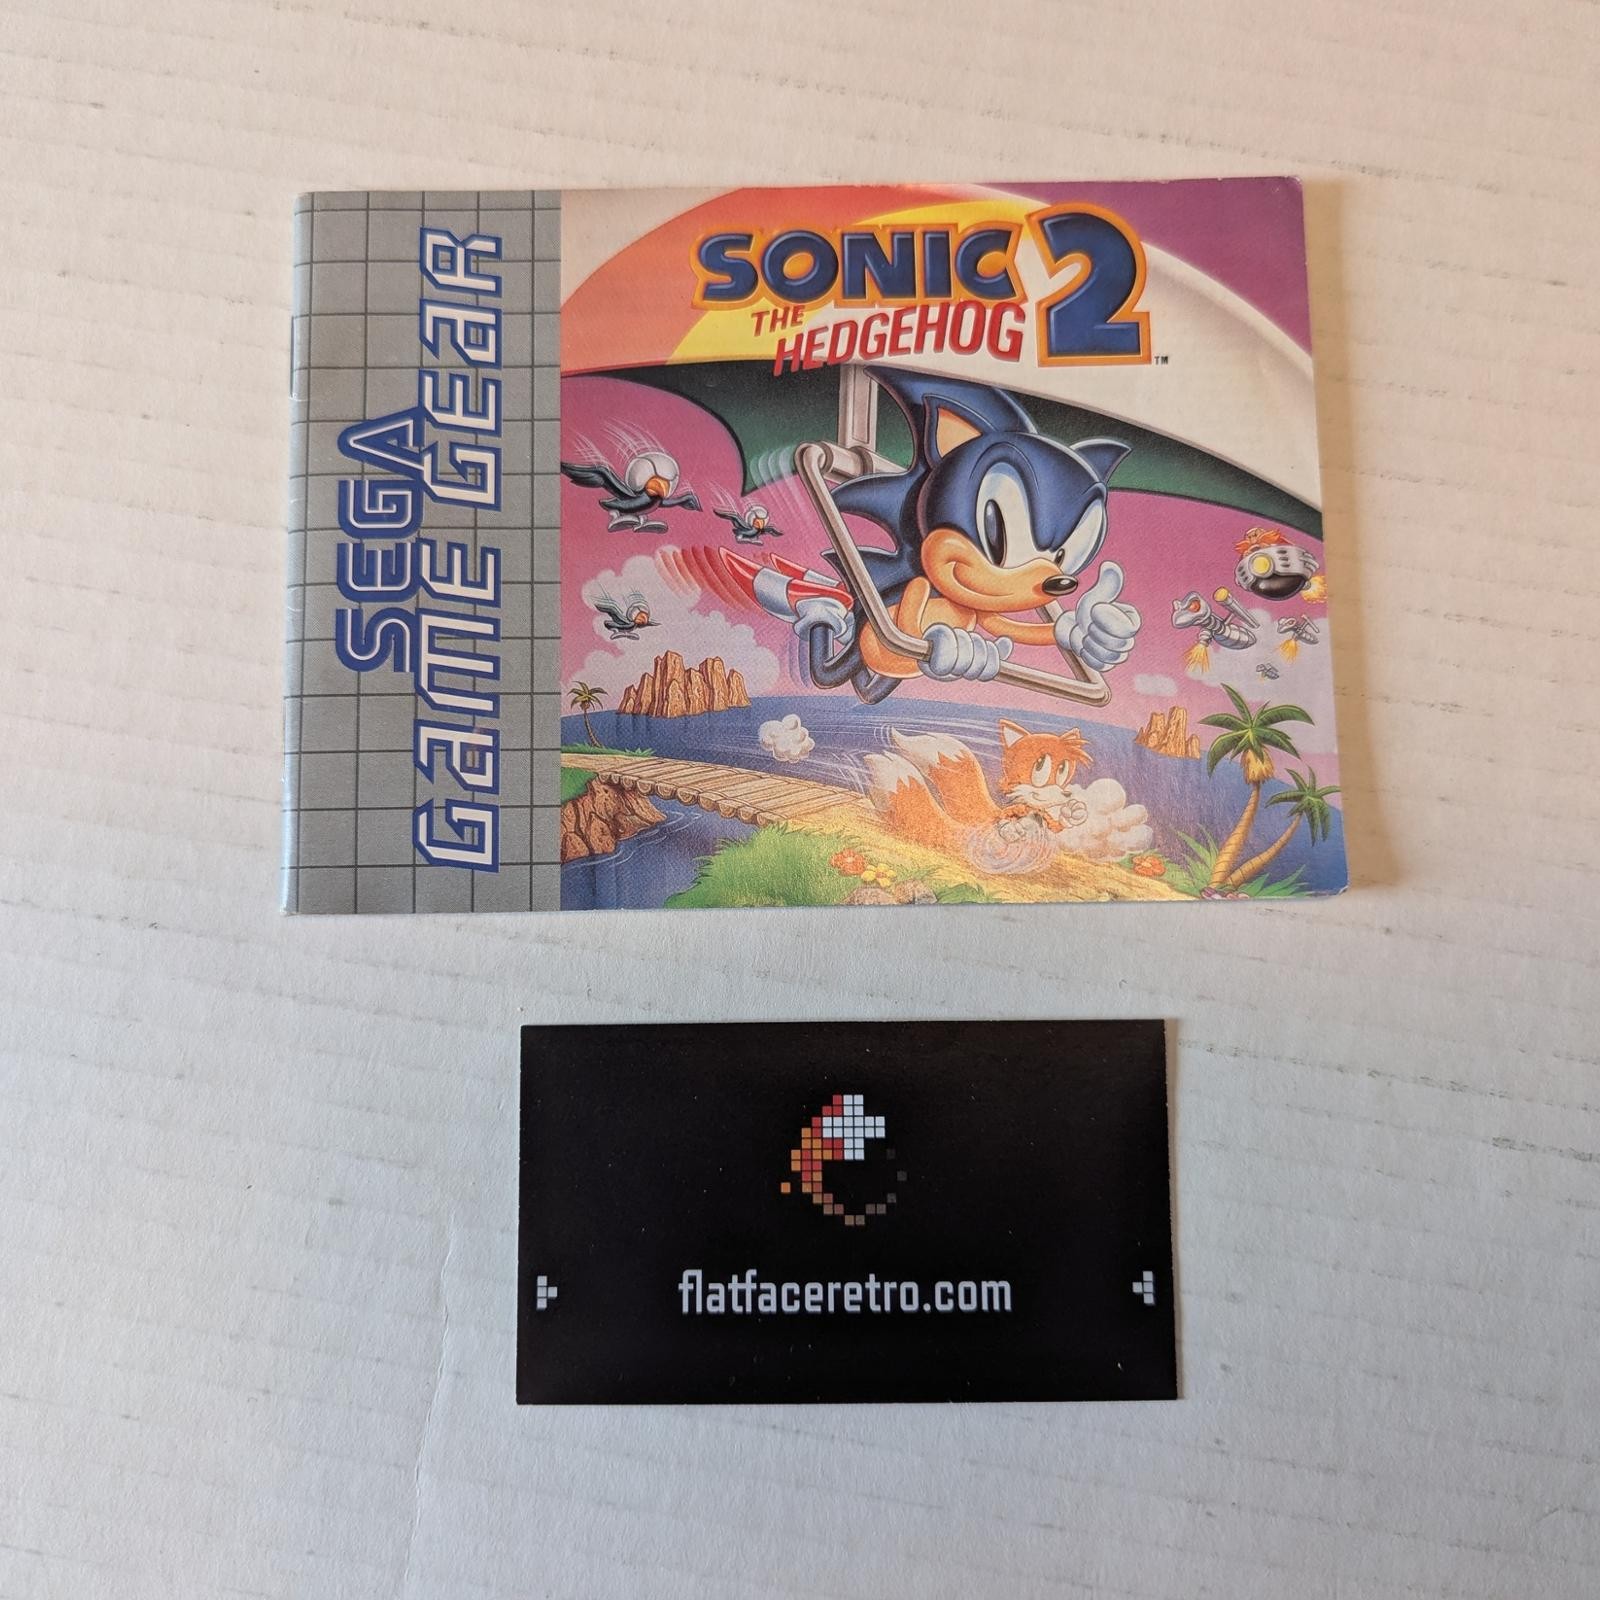 SEGA
GAME GEAR
SONIC
THE
HEDGEHOG
2
TM
flatfaceretro.com